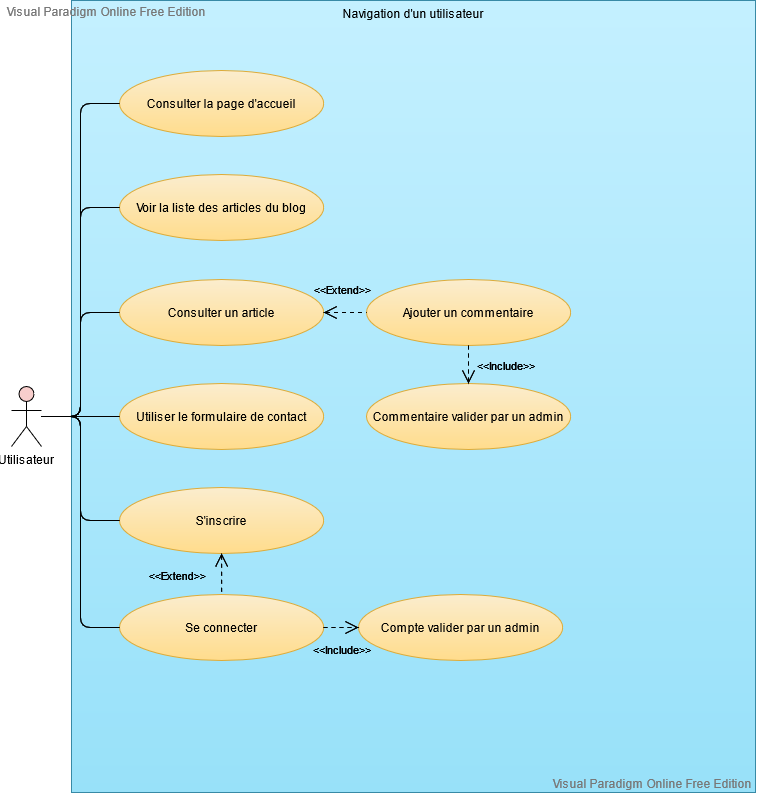 Visual Paradigm Online Free Edition
Navigation d'un utilisateur
Consulter la page d'accueil
Voir la liste des articles du blog
<<Extend>>
Consulter un article
Ajouter un commentaire
<<Include>>
Utiliser le formulaire de contact
Commentaire valider par un admin
Utilisateur
S'inscrire
<<Extend>>
Se connecter
Compte valider par un admin
<<Include>>
Visual Paradigm Online Free Edition